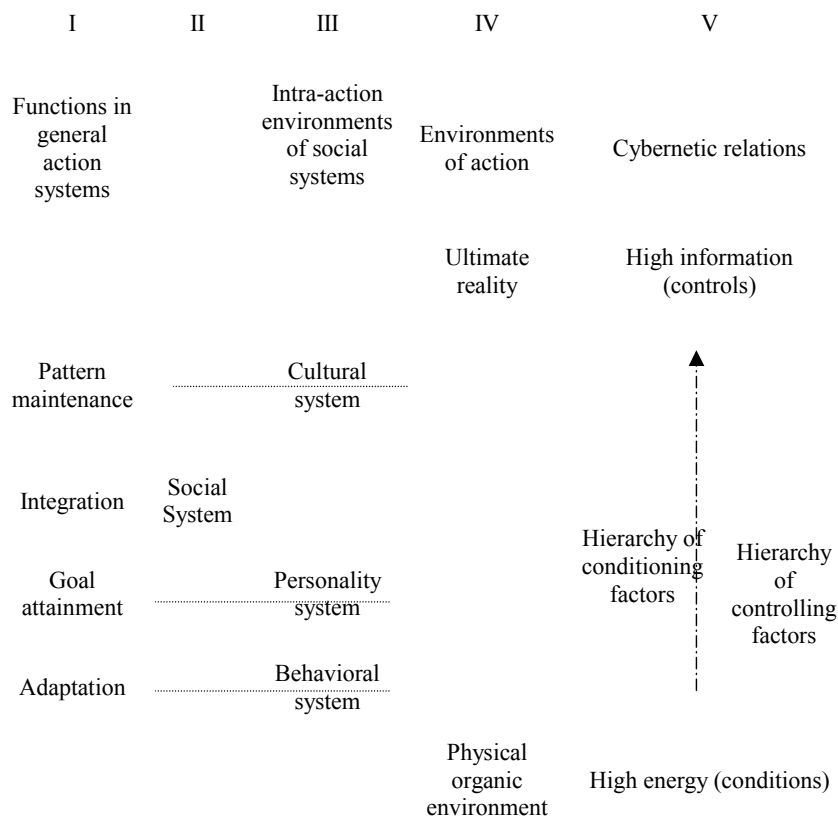 I II III IV V
Functions in
general
action
systems
Intra-action
environments
of social
systems
Environments
of action
Cybernetic relations
Ultimate
reality
High information
(controls)
Pattern
maintenance
Cultural
system
Integration
Social
System
Hierarchy of
conditioning
factors
Hierarchy
of
controlling
factors
Goal
attainment
Personality
system
Adaptation
Behavioral
system
Physical
organic
environment
High energy (conditions)